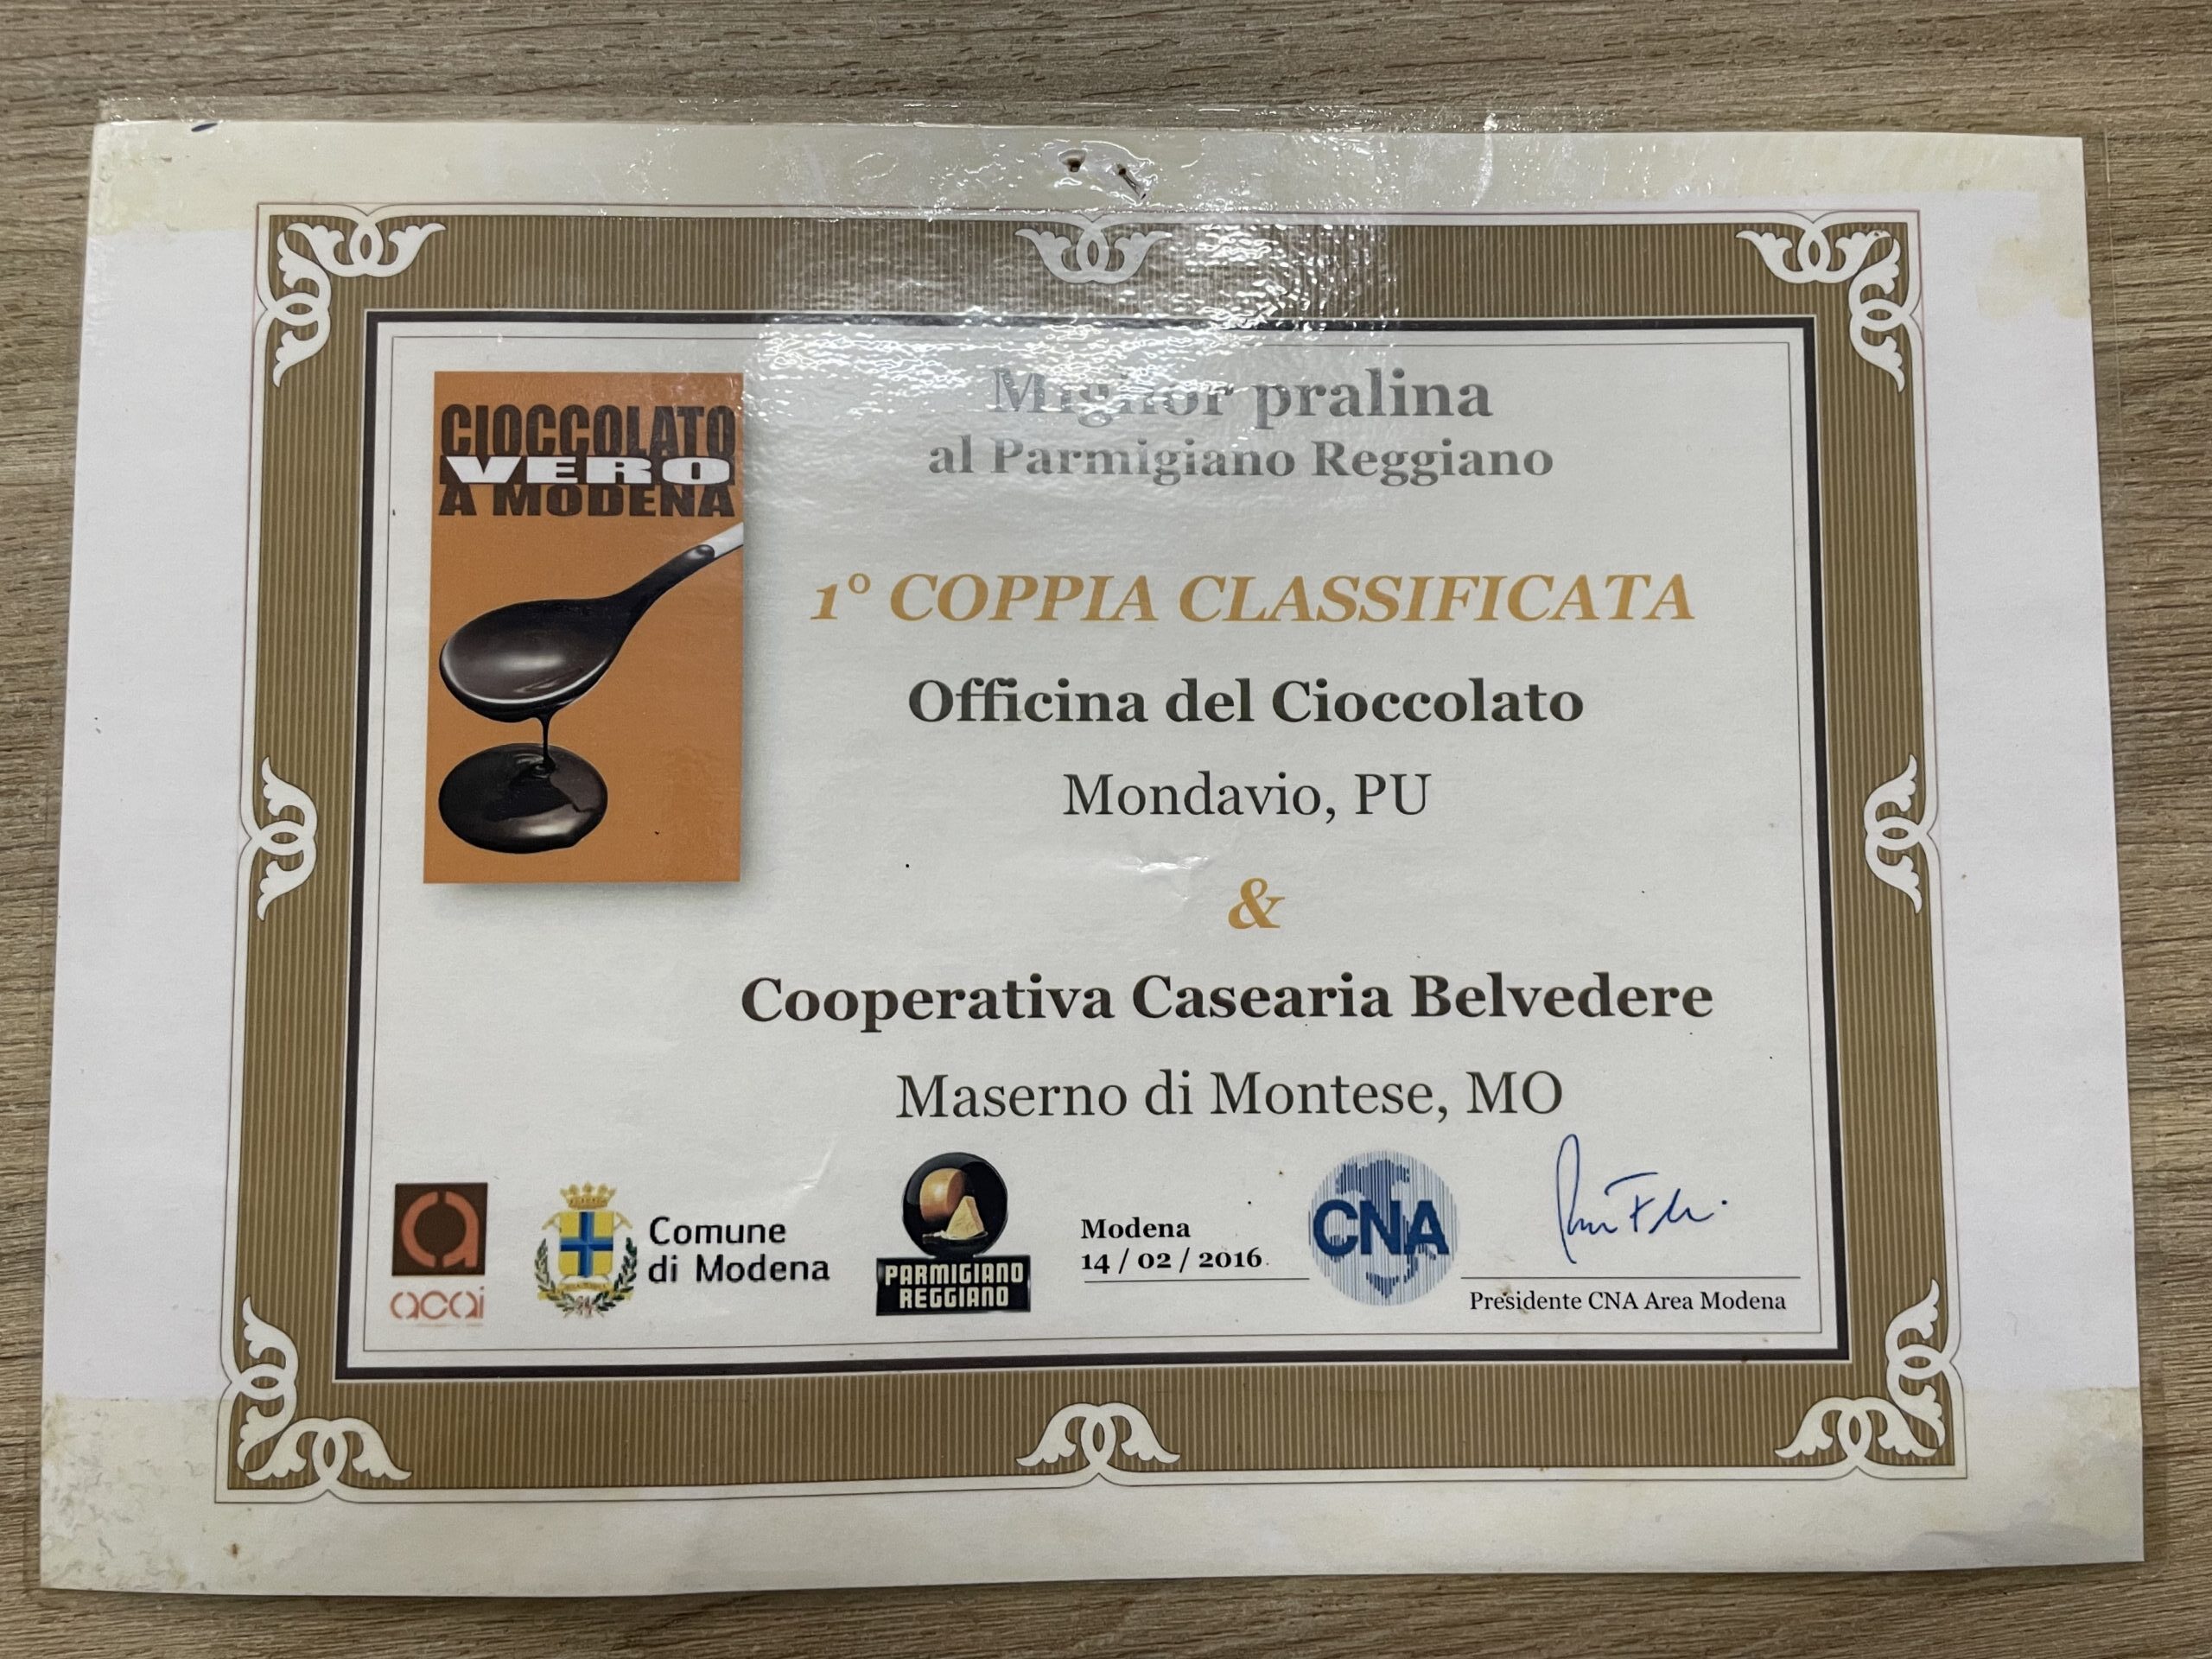 CIOCCOLATO
VERO
A MODENA
Miglior pralina
al Parmigiano Reggiano
1° COPPIA CLASSIFICATA
Officina del Cioccolato
Mondavio, PU
&
Cooperativa Casearia Belvedere
Maserno di Montese, MO
acai
Comune
di Modena
PARMIGIANO
REGGIANO
Modena
14 / 02 / 2016
CNA
Presidente CNA Area Modena